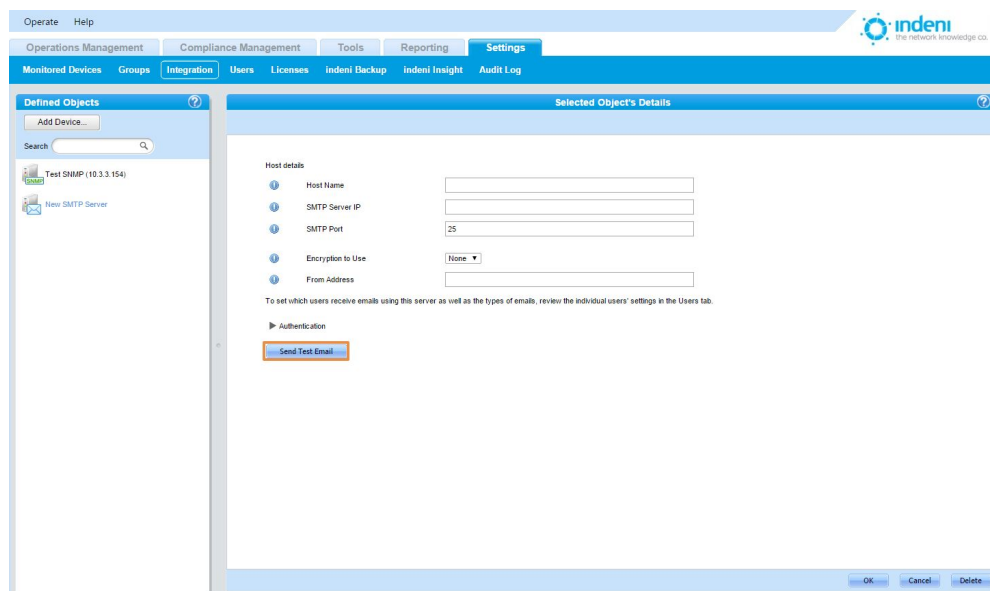 Operate Help
indeni
the network knowledge co.
Operations Management Compliance Management Tools Reporting Settings
Monitored Devices Groups Integration Users Licenses indeni Backup indeni Insight Audit Log
Defined Objects ?
Selected Object's Details ?
Add Device...
Search
Test SNMP (10.3.3.154)
SNMP
New SMTP Server
Host details
Host Name
SMTP Server IP
SMTP Port 25
Encryption to Use None
From Address
To set which users receive emails using this server as well as the types of emails, review the individual users' settings in the Users tab.
Authentication
Send Test Email
OK Cancel Delete